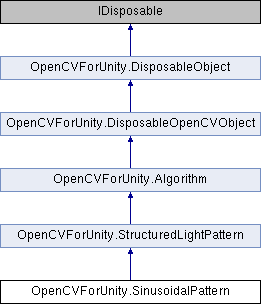 IDisposable
OpenCVForUnity.DisposableObject
OpenCVForUnity.DisposableOpenCVObject
OpenCVForUnity.Algorithm
OpenCVForUnity.StructuredLightPattern
OpenCVForUnity.SinusoidalPattern